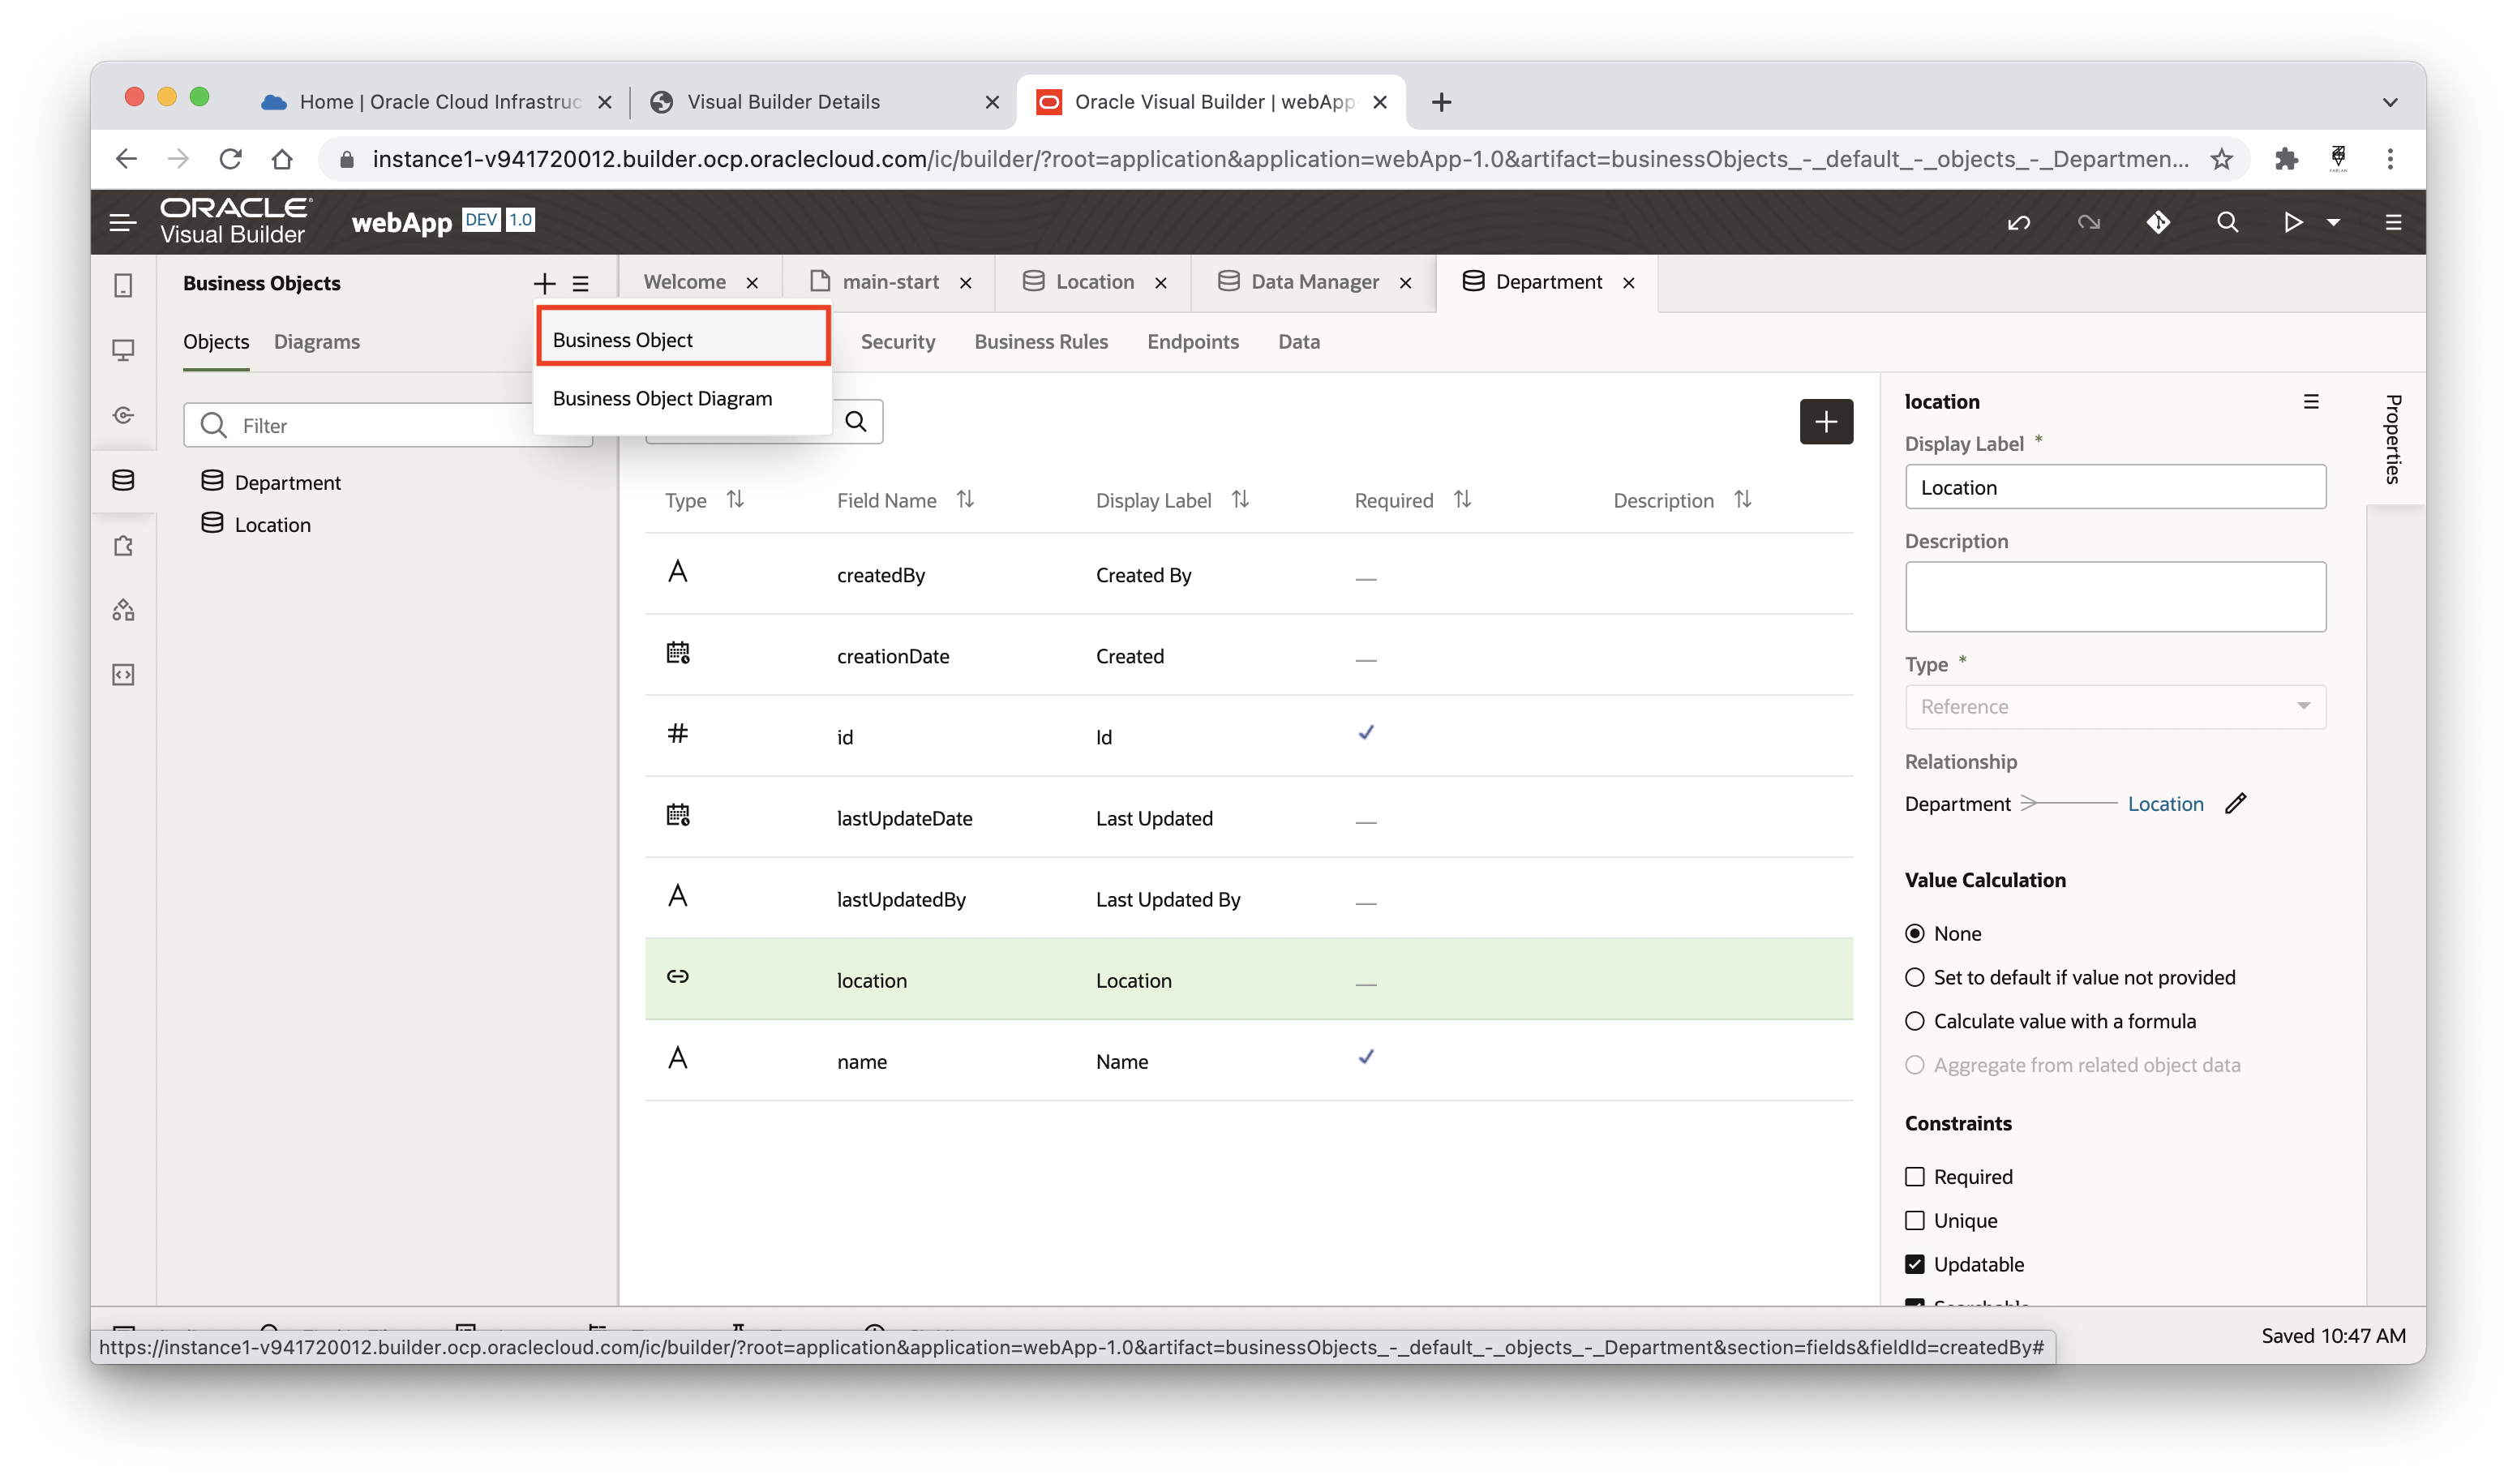 Home | Oracle Cloud Infrastruc
Visual Builder Details
Oracle Visual Builder | webApp
instance1-v941720012.builder.ocp.oraclecloud.com/ic/builder/?root=application&application=webApp-1.0&artifact=businessObjects_-_default_-_objects_-_Departmen...
ORACLE
Visual Builder
webApp DEV 1.0
Business Objects
Welcome
main-start
Location
Data Manager
Department
Objects
Diagrams
Business Object
Business Object Diagram
Security
Business Rules
Endpoints
Data
Filter
Department
Location
Type
Field Name
Display Label
Required
Description
createdBy
Created By
creationDate
Created
id
Id
lastUpdateDate
Last Updated
lastUpdatedBy
Last Updated By
location
Location
name
Name
location
Display Label *
Location
Description
Type *
Reference
Relationship
Department
Location
Value Calculation
None
Set to default if value not provided
Calculate value with a formula
Aggregate from related object data
Constraints
Required
Unique
Updatable
Searchable
Properties
Saved 10:47 AM
https://instance1-v941720012.builder.ocp.oraclecloud.com/ic/builder/?root=application&application=webApp-1.0&artifact=businessObjects_-_default_-_objects_-_Department&section=fields&fieldId=createdBy#